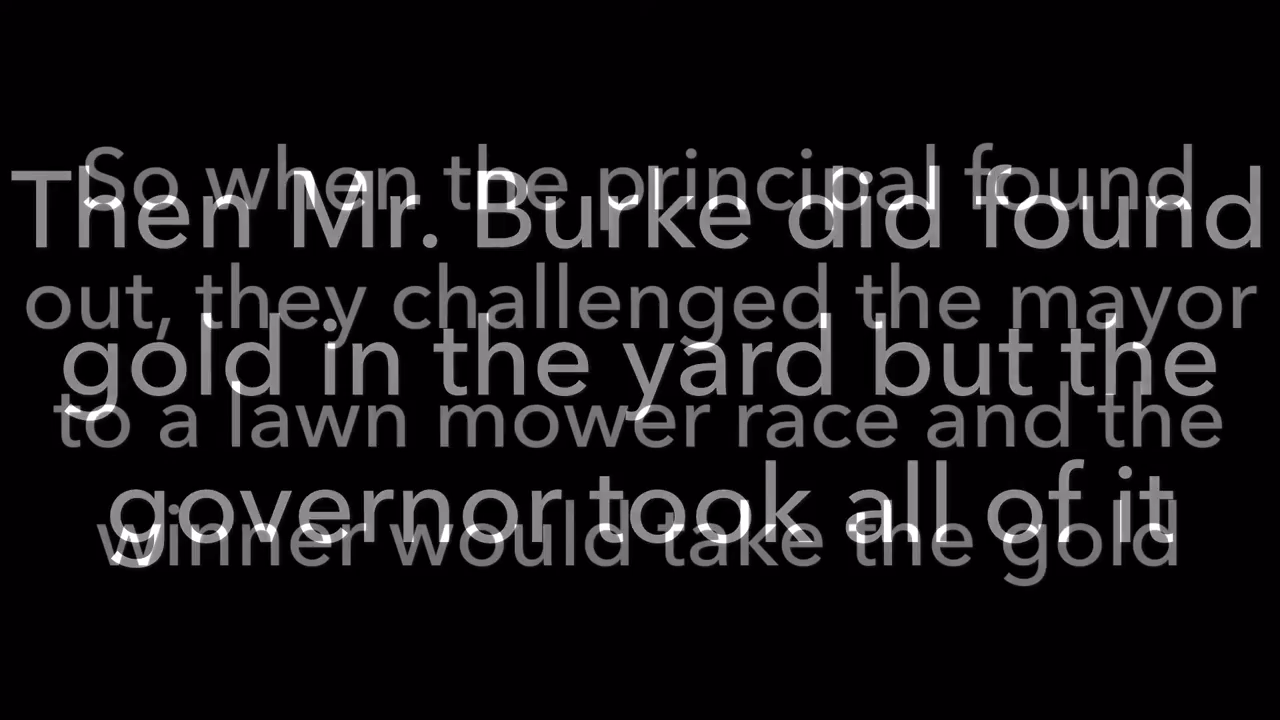 Then Mr. Burke did found
gold in the yard but the
governor took all of it
So when the principal found
out, they challenged the mayor
to a lawn mower race and the
winner would take the gold